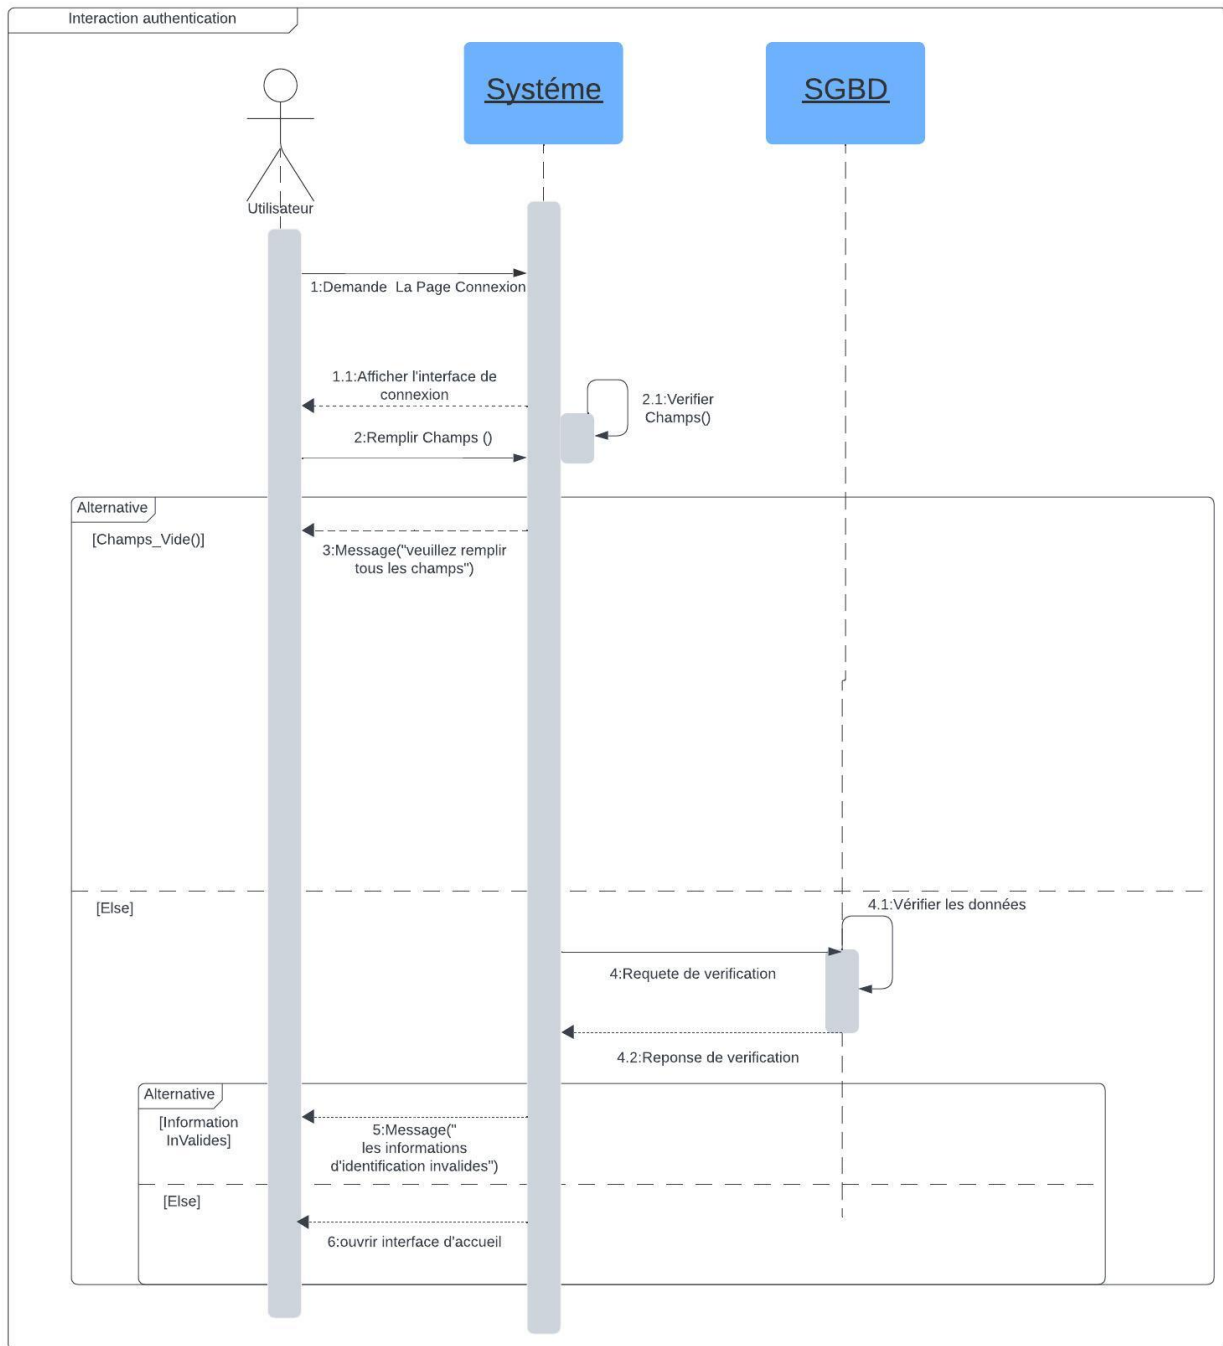 Interaction authentication
Systéme
SGBD
Utilisateur
1:Demande  La Page Connexion
1.1:Afficher l'interface de
connexion
2.1:Verifier
Champs()
2:Remplir Champs ()
Alternative
[Champs_Vide()]
3:Message("veuillez remplir
tous les champs")
[Else]
4.1:Vérifier les données
4:Requete de verification
4.2:Reponse de verification
Alternative
[Information
InValides]
5:Message("
les informations
d'identification invalides")
[Else]
6:ouvrir interface d'accueil